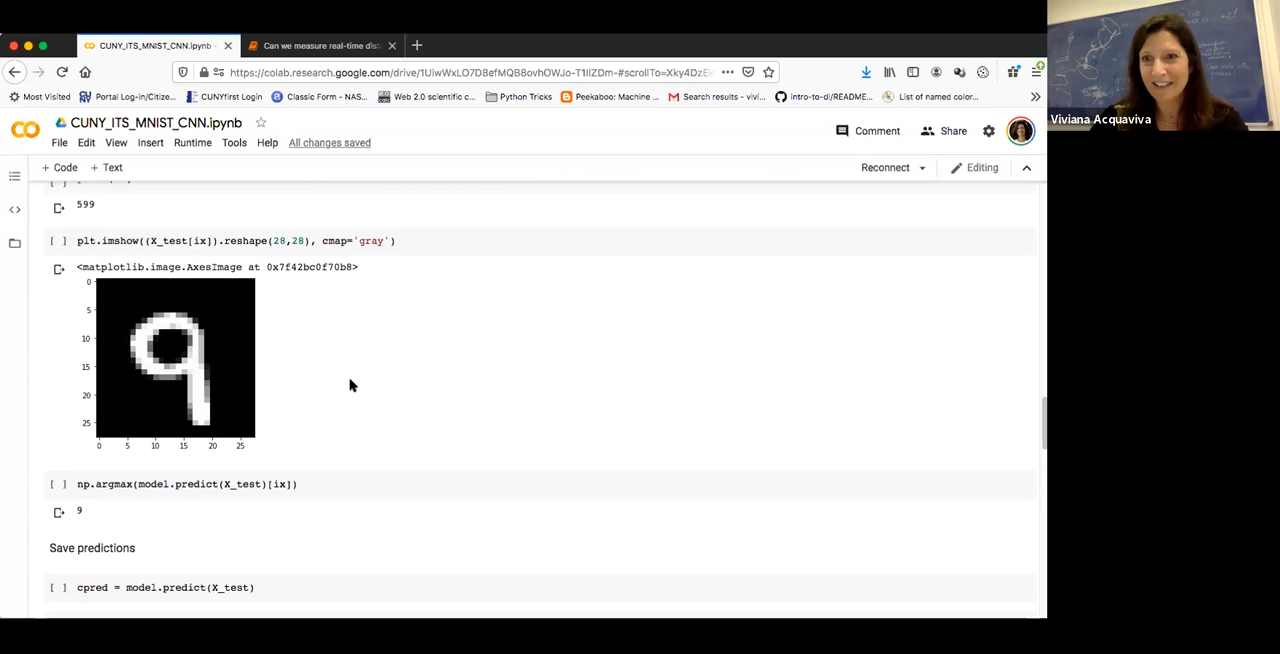 CUNY_ITS_MNIST_CNN.ipynb -
Can we measure real-time dist
https://colab.research.google.com/drive/1UiwWxLO7D8efMQB8ovhOWJo-T1IlZDm-#scrollTo=Xky4DzE
Most Visited
Portal Log-in/Citize...
CUNYfirst Login
Classic Form - NAS...
Web 2.0 scientific c...
Python Tricks
Peekaboo: Machine ...
Search results - vivi...
intro-to-dl/README...
List of named color...
CUNY_ITS_MNIST_CNN.ipynb
Comment
Share
File Edit View Insert Runtime Tools Help All changes saved
+ Code + Text
Reconnect
Editing
599
[ ] plt.imshow((X_test[ix]).reshape(28,28), cmap='gray')
<matplotlib.image.AxesImage at 0x7f42bc0f70b8>
0
5
10
15
20
25
0 5 10 15 20 25
[ ] np.argmax(model.predict(X_test)[ix])
9
Save predictions
[ ] cpred = model.predict(X_test)
Viviana Acquaviva